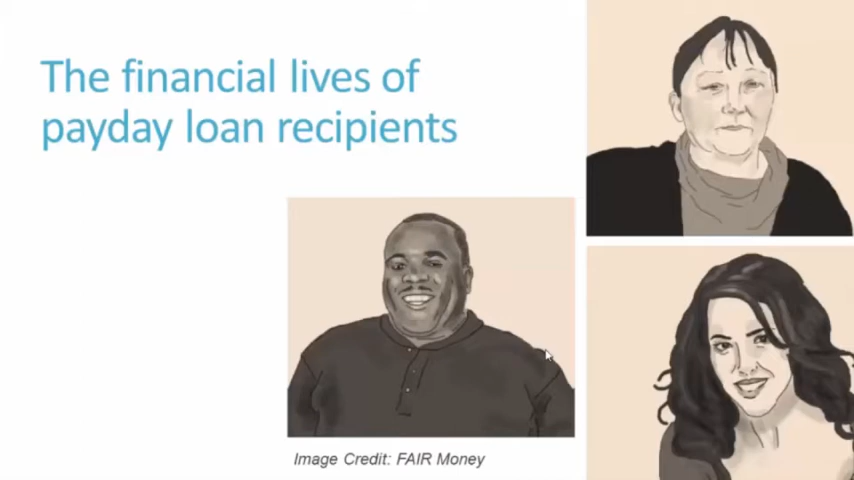 The financial lives of
payday loan recipients
Image Credit: FAIR Money